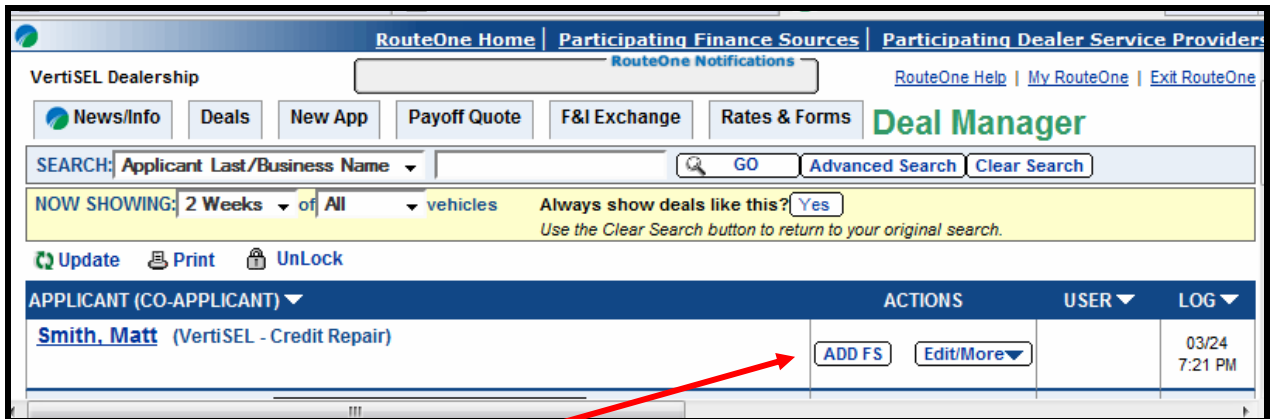 RouteOne Home | Participating Finance Sources | Participating Dealer Service Providers
RouteOne Notifications
VertiSEL Dealership
RouteOne Help | My RouteOne | Exit RouteOne
News/Info Deals New App Payoff Quote F&I Exchange Rates & Forms Deal Manager
SEARCH: Applicant Last/Business Name GO Advanced Search Clear Search
NOW SHOWING: 2 Weeks of All vehicles Always show deals like this? Yes
Use the Clear Search button to return to your original search.
Update Print UnLock
APPLICANT (CO-APPLICANT) ACTIONS USER LOG
Smith, Matt (VertiSEL - Credit Repair) ADD FS Edit/More 03/24
7:21 PM